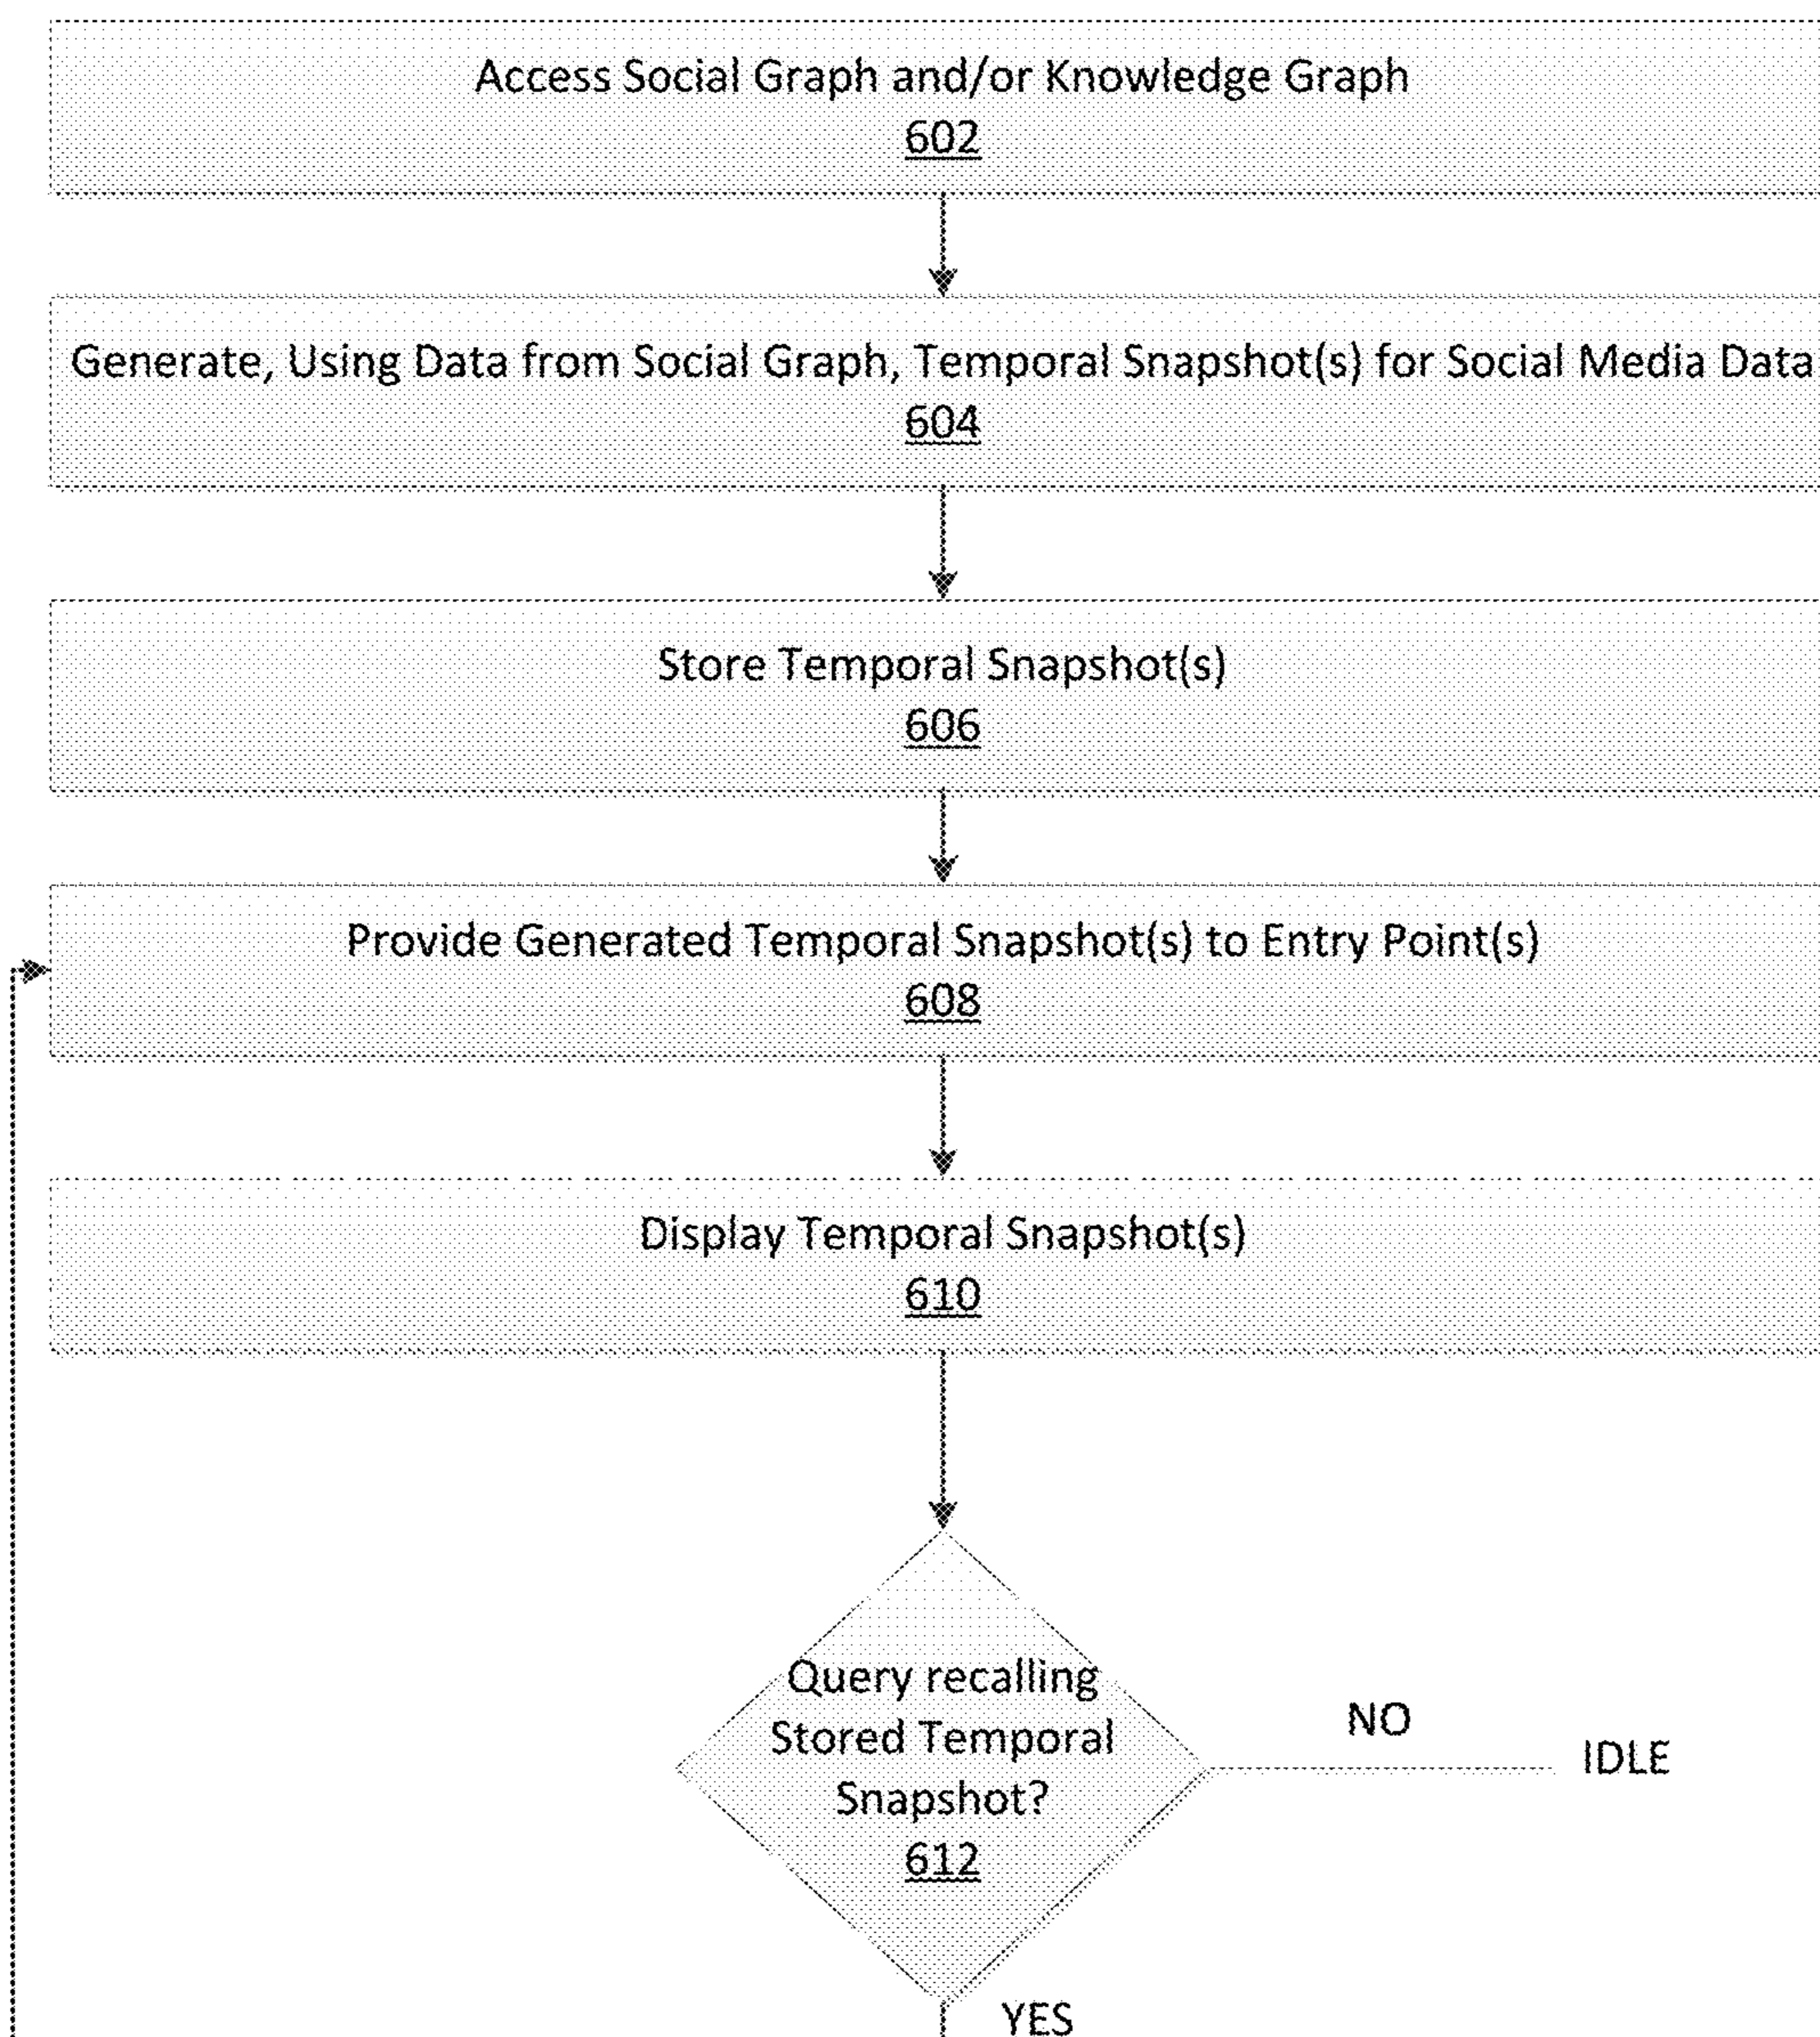 Access Social Graph and/or Knowledge Graph
602
Generate, Using Data from Social Graph, Temporal Snapshot(s) for Social Media Data
604
Store Temporal Snapshot(s)
606
Provide Generated Temporal Snapshot(s) to Entry Point(s)
608
Display Temporal Snapshot(s)
610
Query recalling
Stored Temporal
Snapshot?
612
NO
IDLE
YES